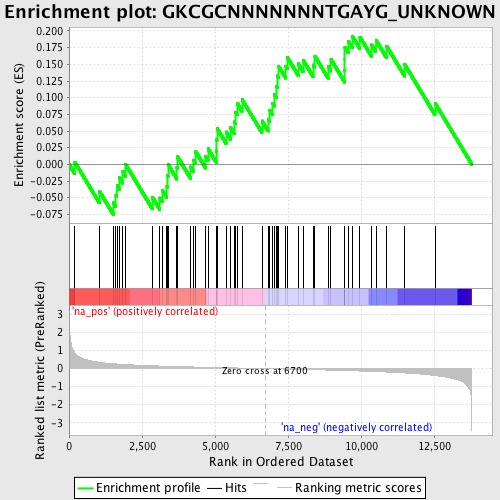 Enrichment plot: GKCGCNNNNNNNTGAYG_UNKNOWN
Enrichment score (ES)
0.200
0.175
0.150
0.125
0.100
0.075
0.050
0.025
0.000
-0.025
-0.050
-0.075
'na_pos' (positively correlated)
Ranked list metric (PreRanked)
3
2
1
0
-1
-2
-3
Zero cross at 6700
'na_neg' (negatively correlated)
0
2,500
5,000
7,500
10,000
12,500
Rank in Ordered Dataset
Enrichment profile
Hits
Ranking metric scores